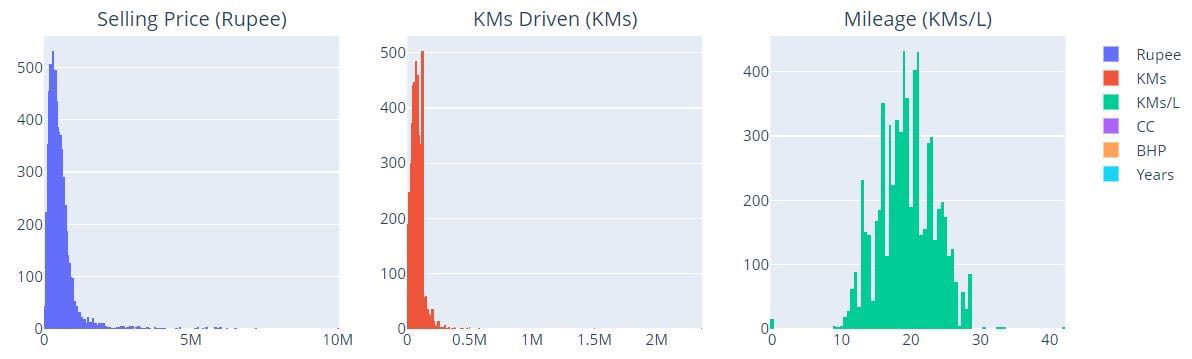 Selling Price (Rupee)
KMs Driven (KMs)
Mileage (KMs/L)
500
400
300
200
100
0
0
5M
10M
500
400
300
200
100
0
0
0.5M
1M
1.5M
2M
400
300
200
100
0
0
10
20
30
40
Rupee
KMs
KMs/L
CC
BHP
Years